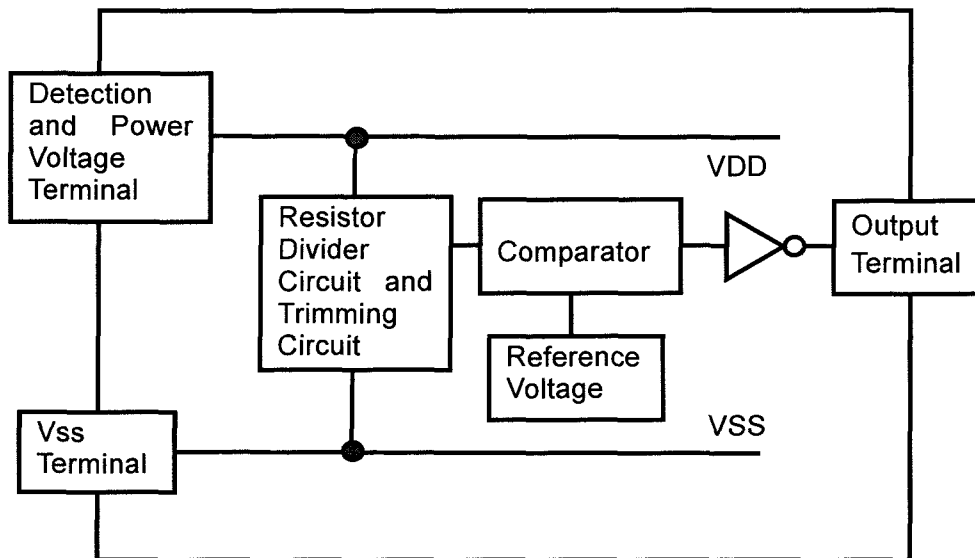 Detection
and Power
Voltage
Terminal
VDD
Resistor
Divider
Circuit and
Trimming
Circuit
Comparator
Output
Terminal
Reference
Voltage
Vss
Terminal
VSS